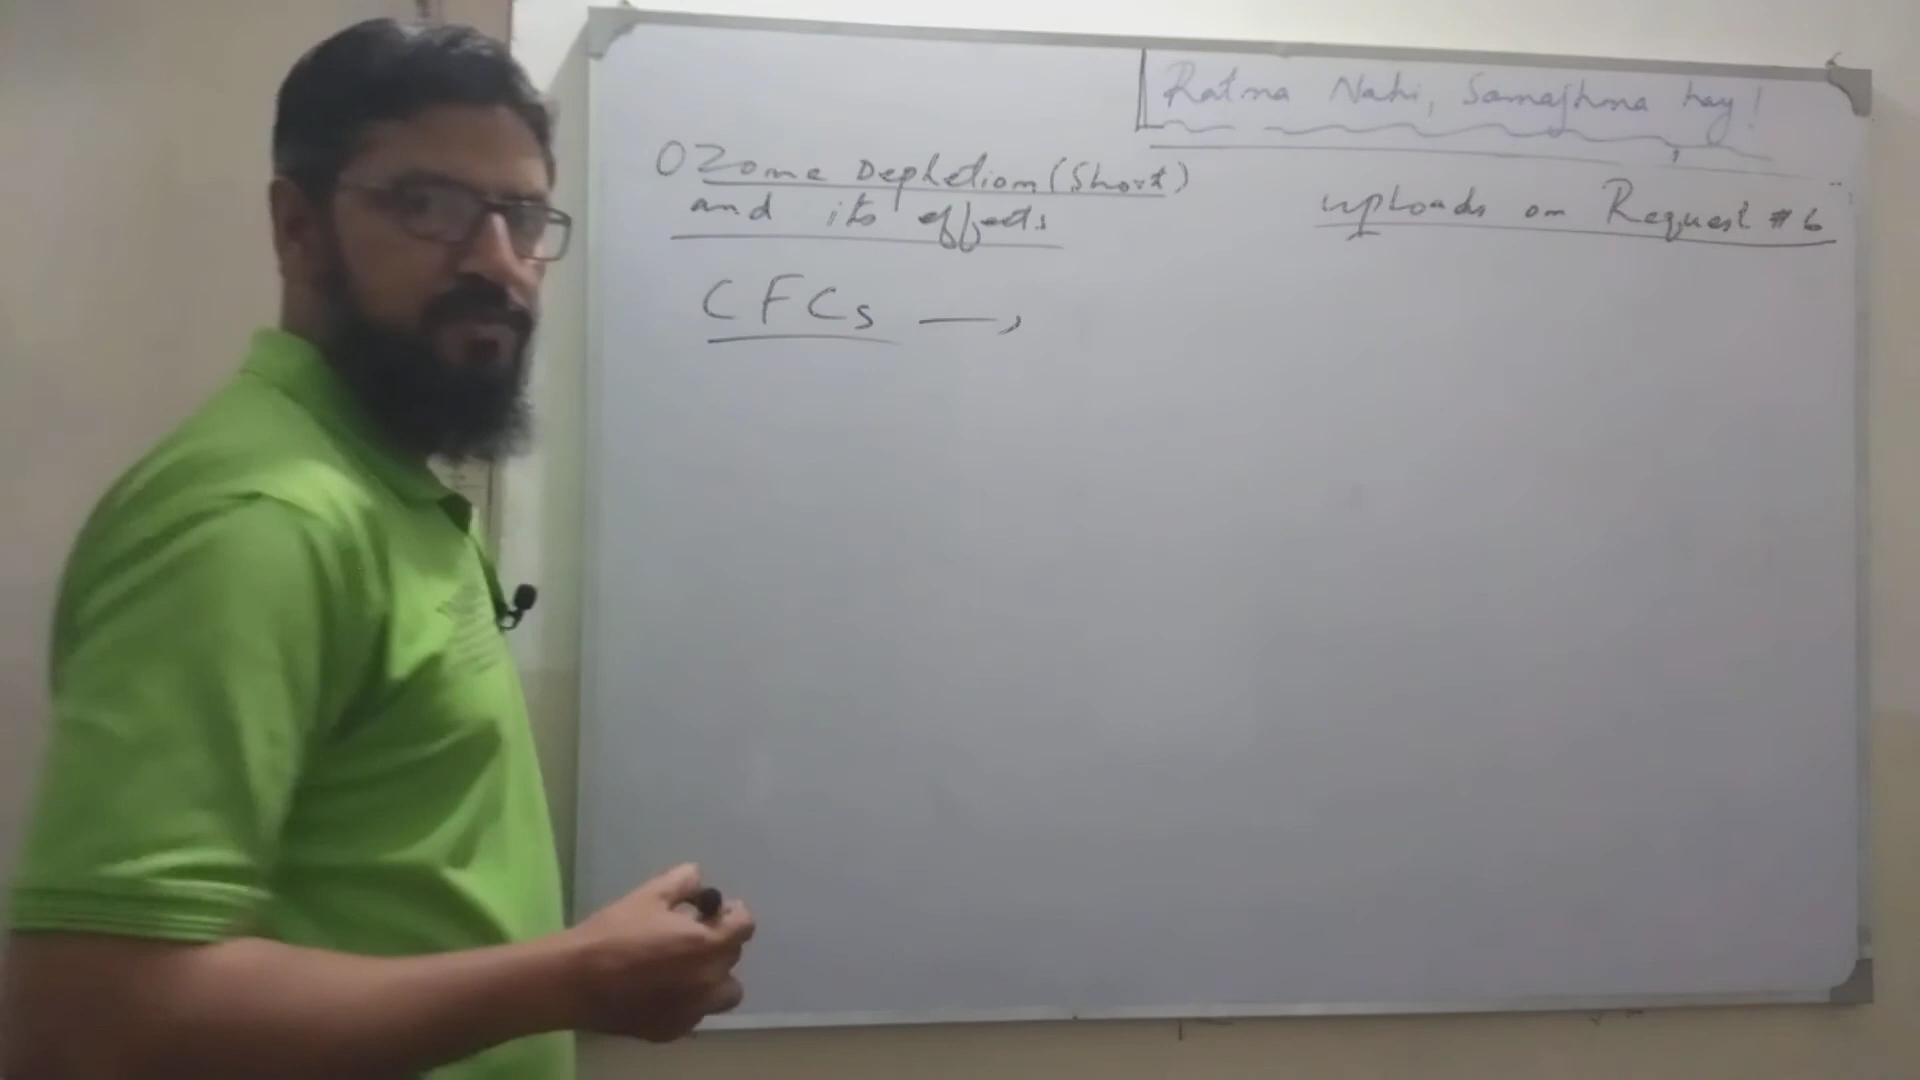 Ratna Nahi, Samajhna hay!
OZone Depletion (Short)
and its effects
uploads on Request #6
CFCs →